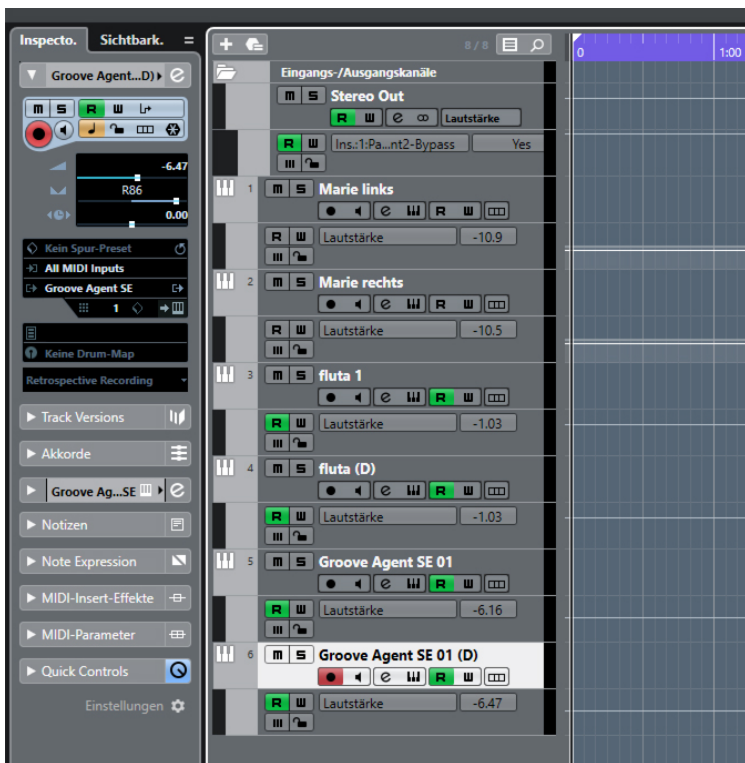 Inspecto. Sichtbark.
Groove Agent...D)
m S R W
-6.47
R86
0.00
Kein Spur-Preset
All MIDI Inputs
Groove Agent SE
1
Keine Drum-Map
Retrospective Recording
Track Versions
Akkorde
Groove Ag...SE
Notizen
Note Expression
MIDI-Insert-Effekte
MIDI-Parameter
Quick Controls
Einstellungen
8 / 8
Eingangs-/Ausgangskanäle
m S Stereo Out
R W e Lautstärke
R W Ins.:1:Pa...nt2-Bypass Yes
1 m S Marie links
e R W
R W Lautstärke -10.9
2 m S Marie rechts
e R W
R W Lautstärke -10.5
3 m S fluta 1
e R W
R W Lautstärke -1.03
4 m S fluta (D)
e R W
R W Lautstärke -1.03
5 m S Groove Agent SE 01
e R W
R W Lautstärke -6.16
6 m S Groove Agent SE 01 (D)
e R W
R W Lautstärke -6.47
0 1:00